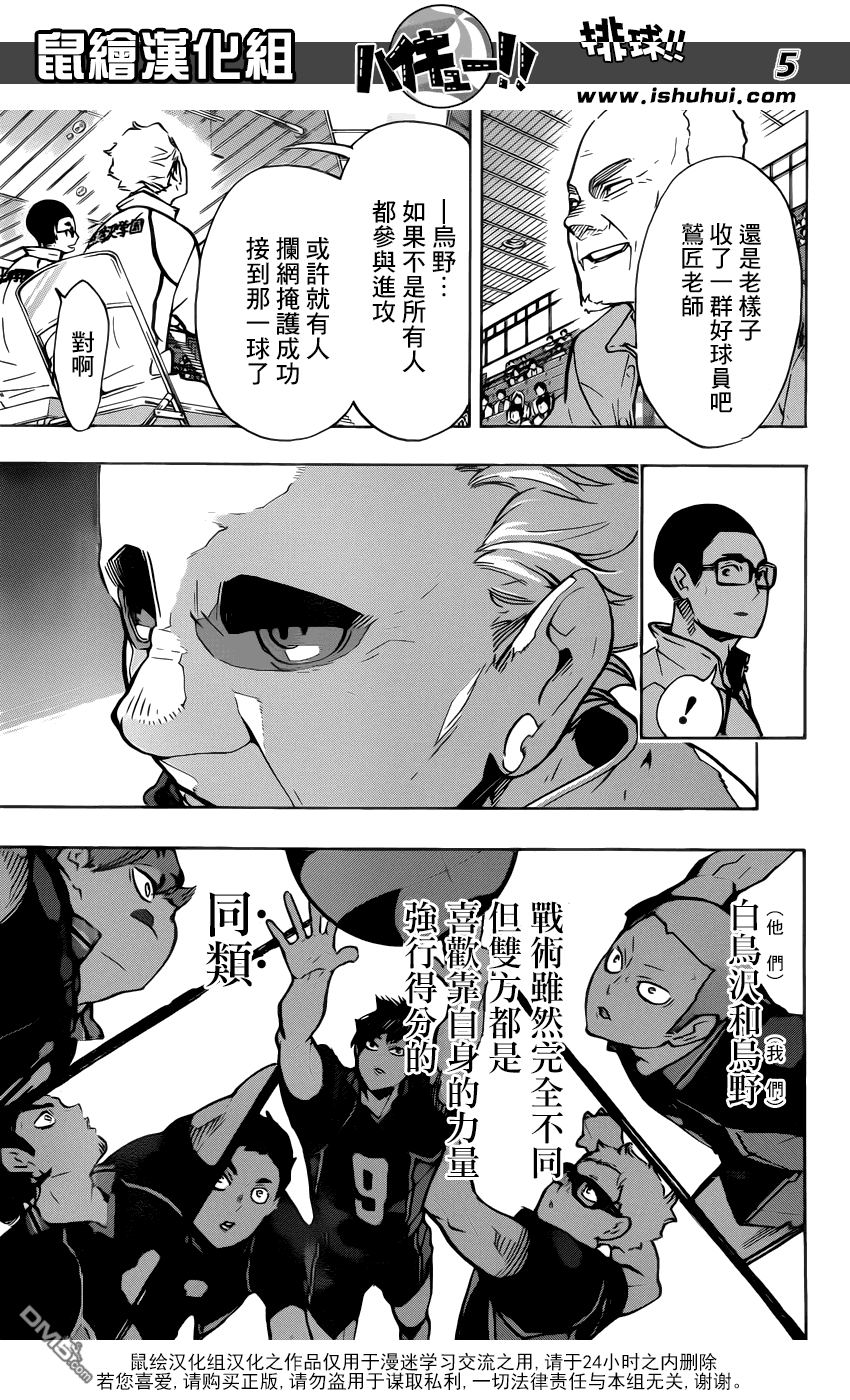 鼠繪漢化組
ハイキュー!!
排球!!
5
www.ishuhui.com
還是老樣子
收了一群好球員吧
鷲匠老師
—烏野…
如果不是所有人
都參與進攻
或許就有人
攔網掩護成功
接到那一球了
對啊
!
(他們)
(我們)
白鳥沢和烏野
戰術雖然完全不同
但雙方都是
喜歡靠自身的力量
強行得分的
同類
9
鼠绘汉化组汉化之作品仅用于漫迷学习交流之用, 请于24小时之内删除
若您喜爱, 请购买正版, 请勿盗用于谋取私利, 一切法律责任与本组无关, 谢谢。